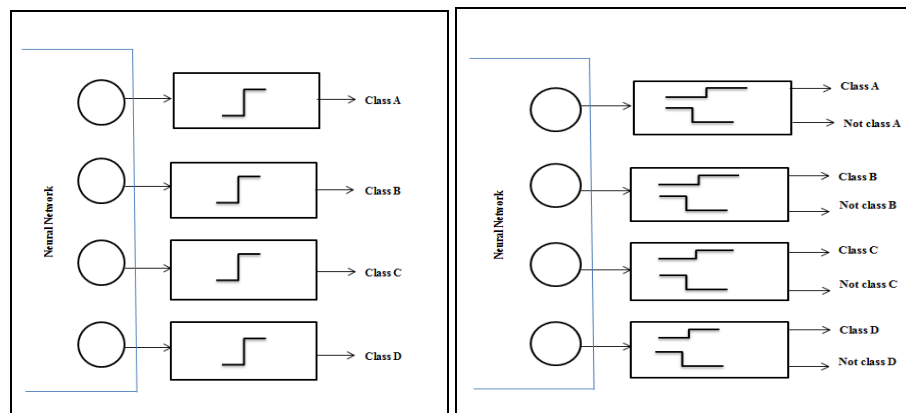 Neural Network
Class A
Class B
Class C
Class D
Neural Network
Class A
Not class A
Class B
Not class B
Class C
Not class C
Class D
Not class D